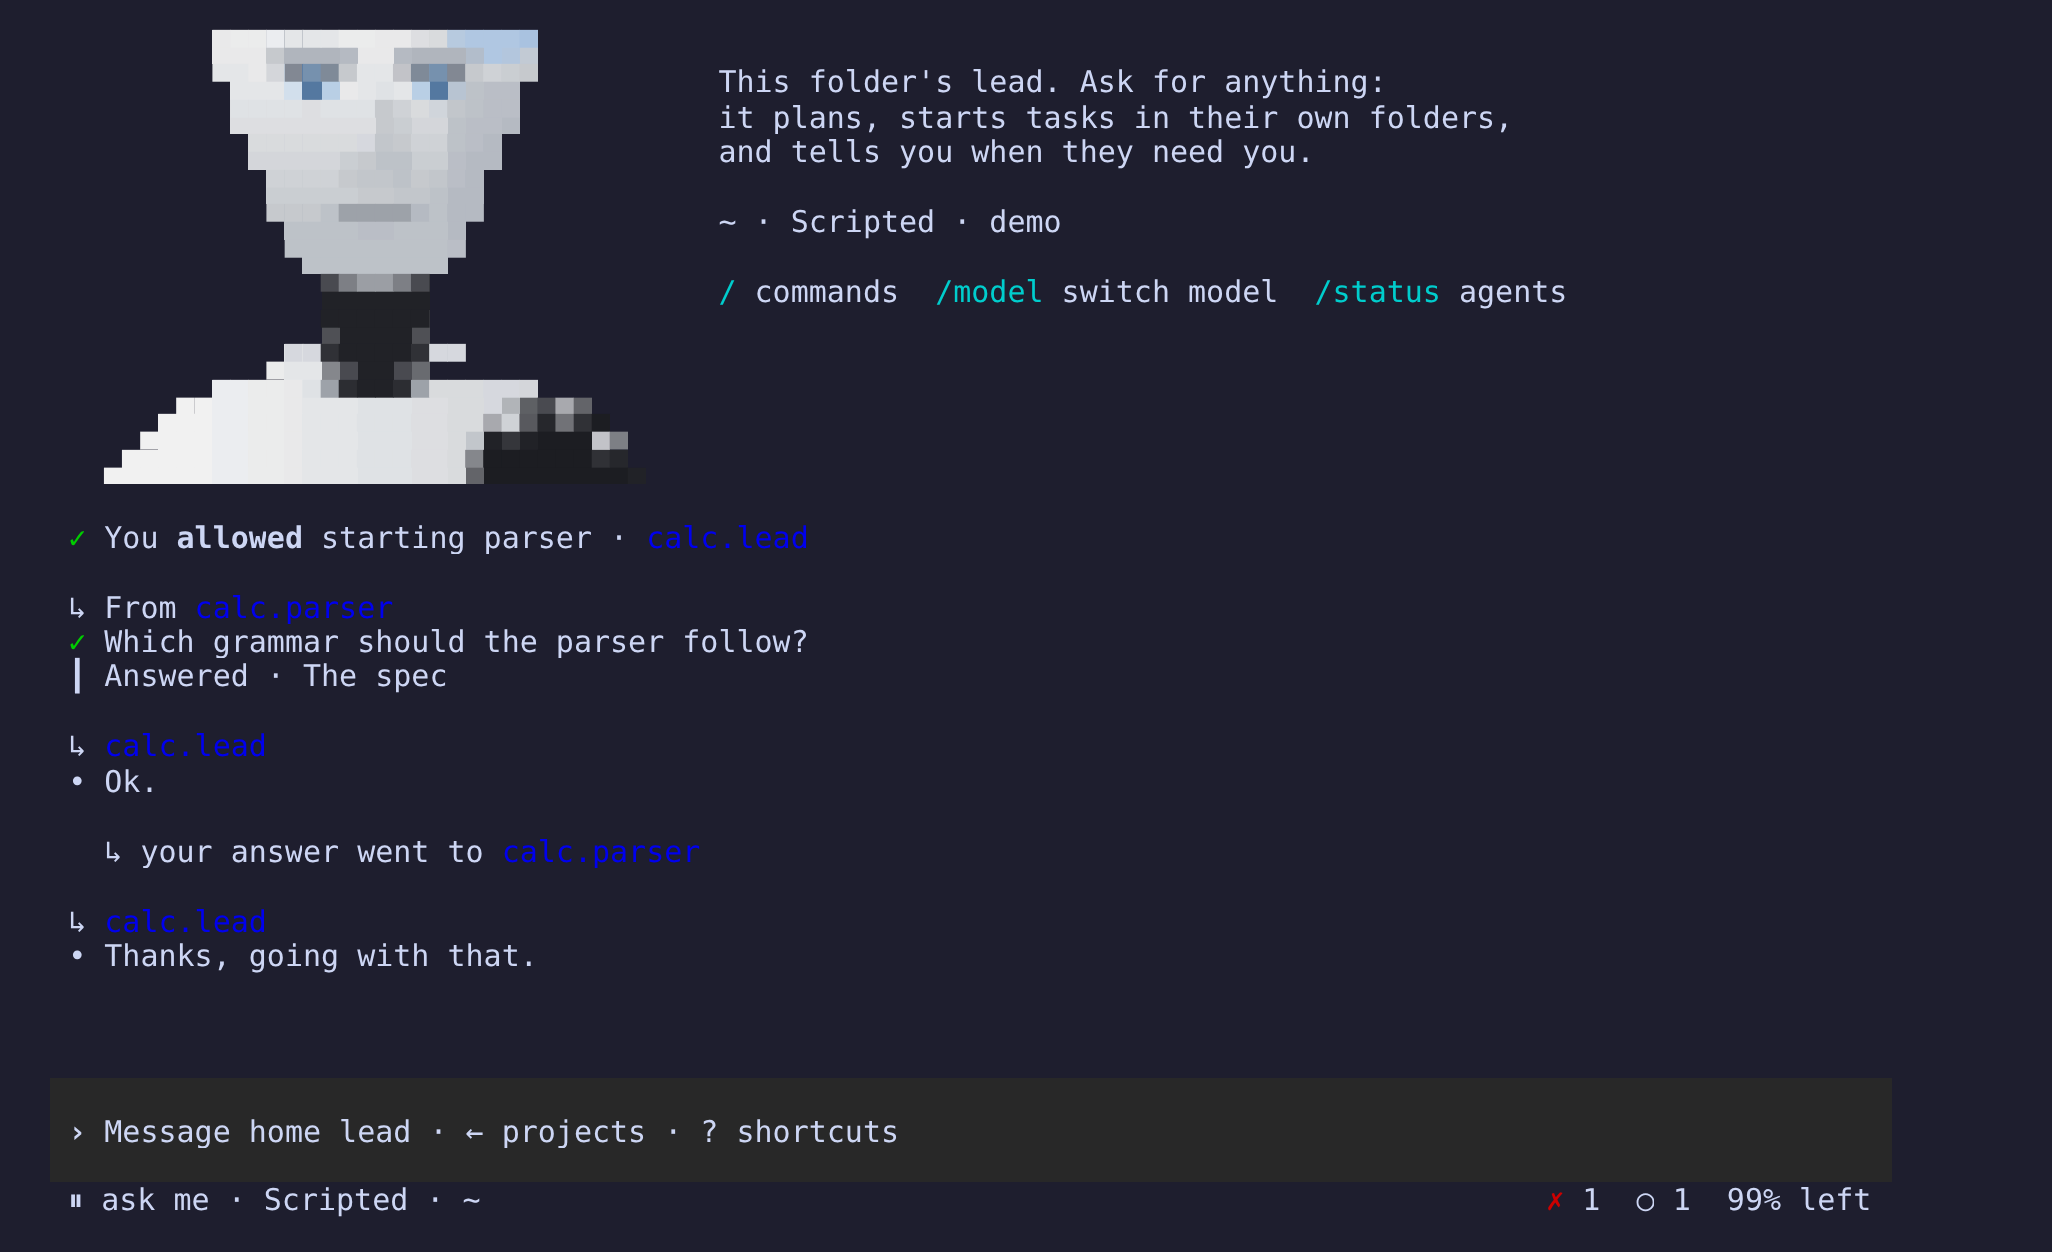 This folder's lead. Ask for anything:
it plans, starts tasks in their own folders,
and tells you when they need you.
~ · Scripted · demo
/ commands  /model switch model  /status agents
✓ You allowed starting parser · calc.lead
↳ From calc.parser
✓ Which grammar should the parser follow?
┃ Answered · The spec
↳ calc.lead
• Ok.
↳ your answer went to calc.parser
↳ calc.lead
• Thanks, going with that.
› Message home lead · ← projects · ? shortcuts
⏸ ask me · Scripted · ~
✗ 1  ○ 1  99% left